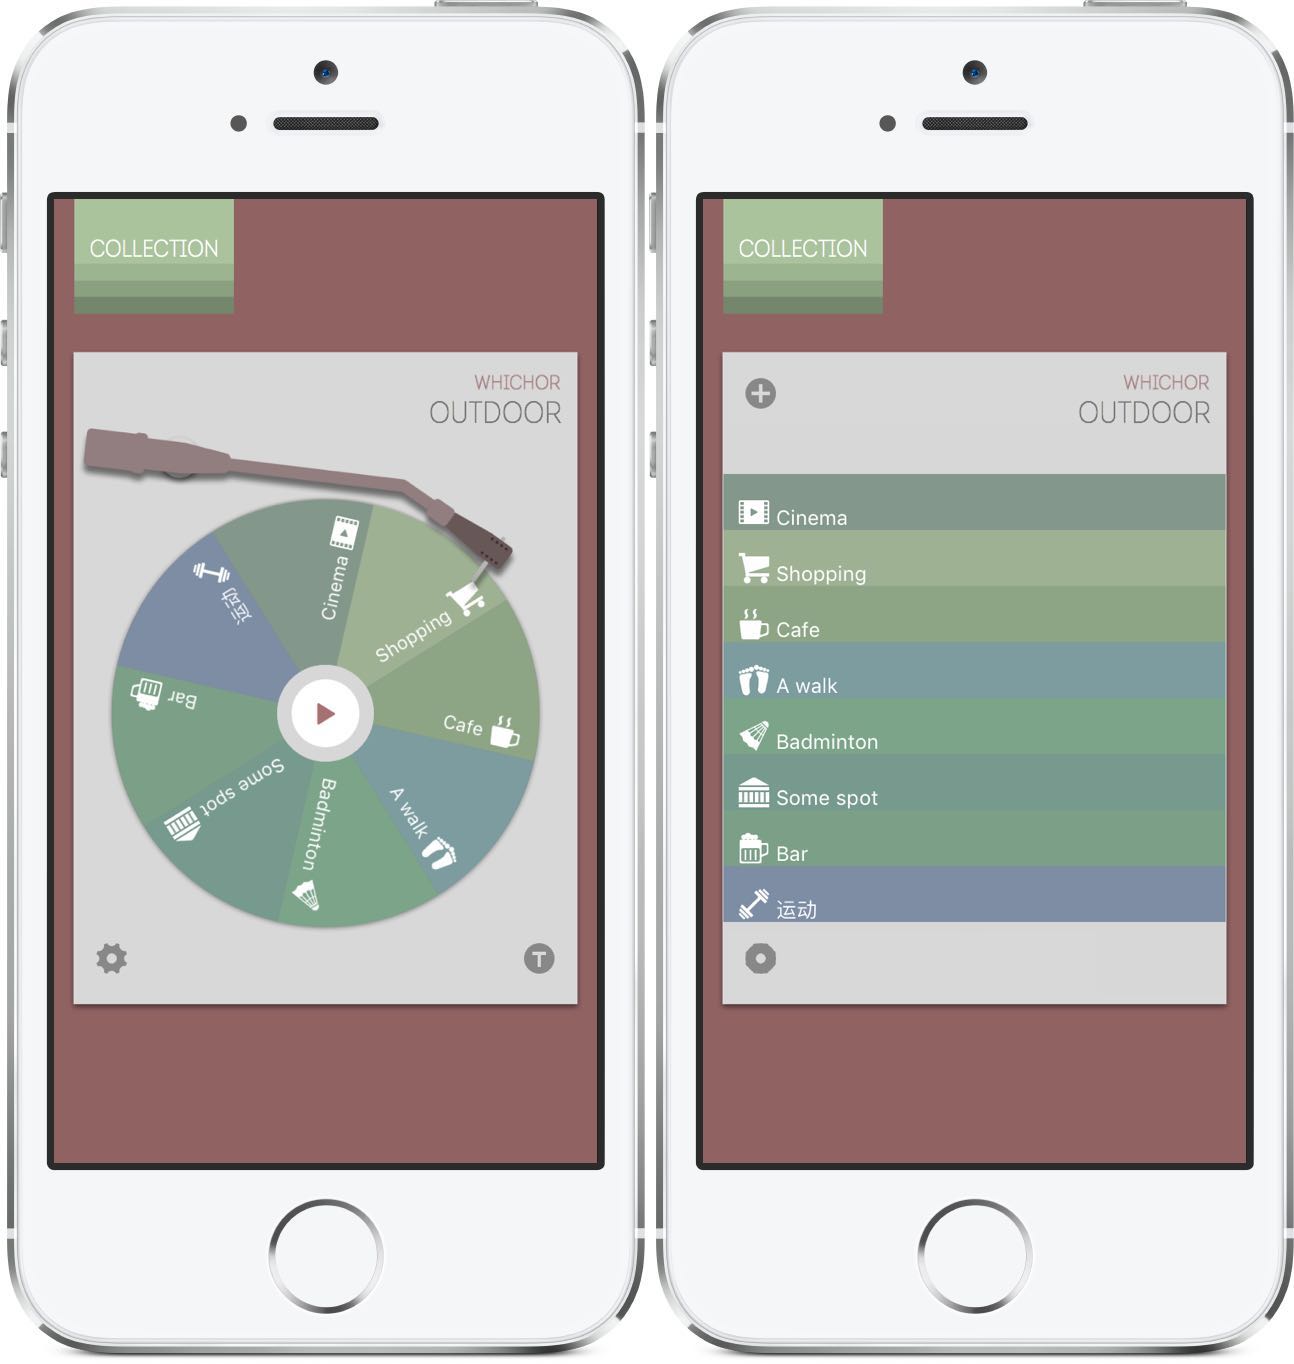 COLLECTION
WHICHOR
OUTDOOR
Cinema
Shopping
Cafe
A walk
Badminton
Some spot
Bar
运动
T
COLLECTION
WHICHOR
OUTDOOR
Cinema
Shopping
Cafe
A walk
Badminton
Some spot
Bar
运动